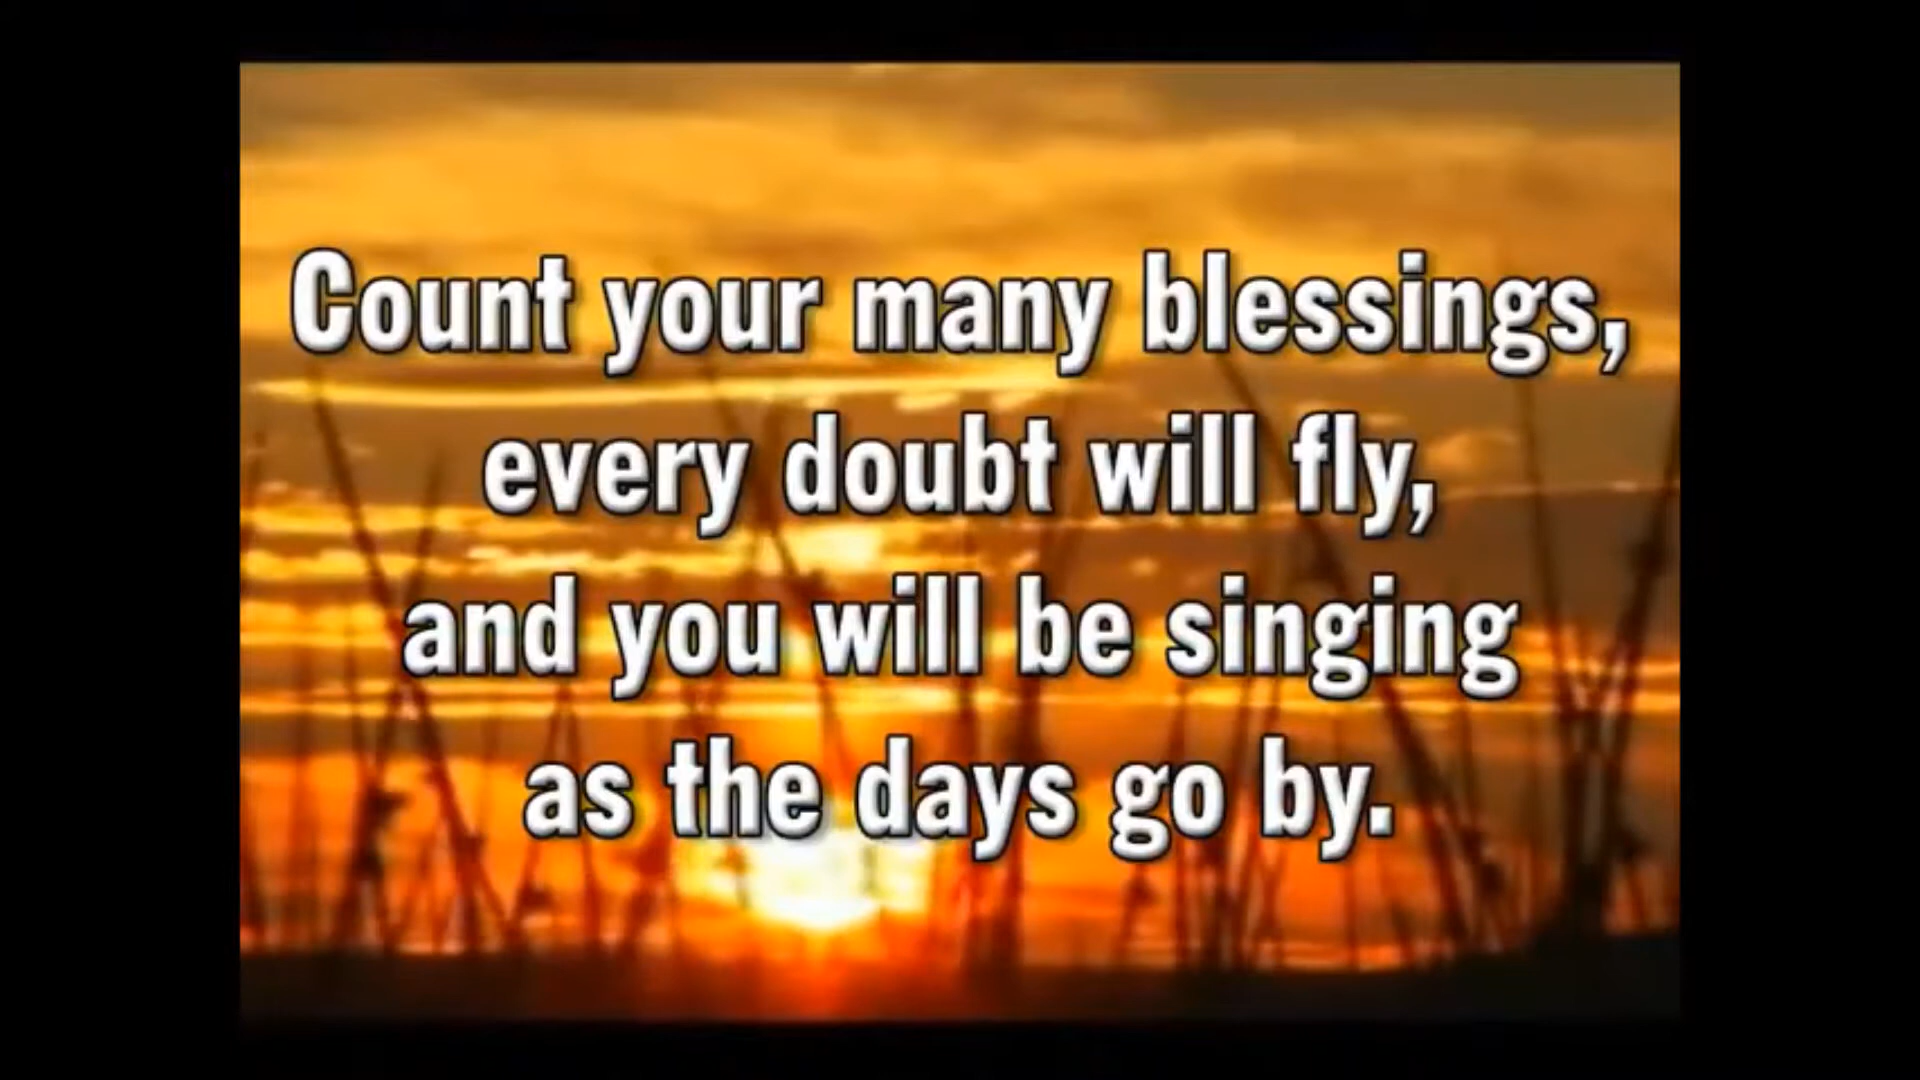 Count your many blessings,
every doubt will fly,
and you will be singing
as the days go by.